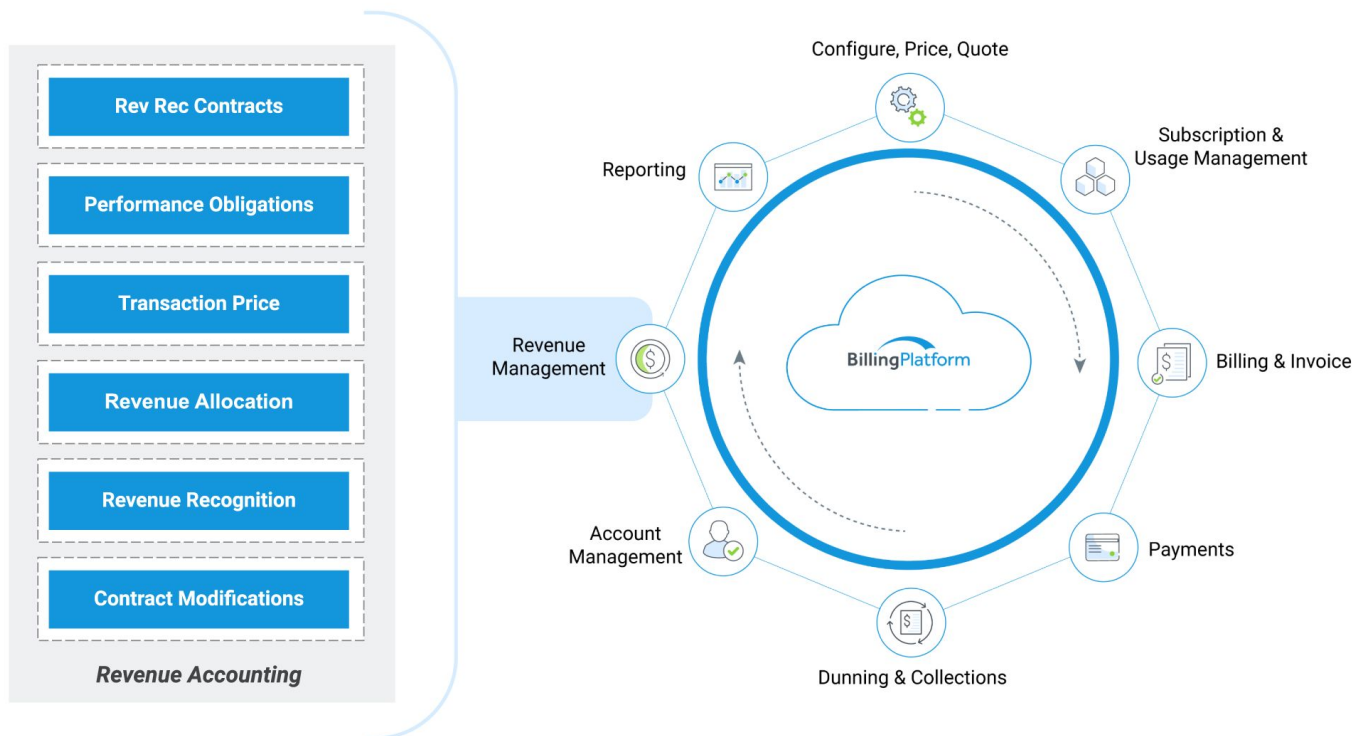 Rev Rec Contracts
Performance Obligations
Transaction Price
Revenue Allocation
Revenue Recognition
Contract Modifications
Revenue Accounting
Configure, Price, Quote
Subscription &
Usage Management
Billing & Invoice
Payments
Dunning & Collections
Account
Management
Revenue
Management
Reporting
BillingPlatform
$
$
$